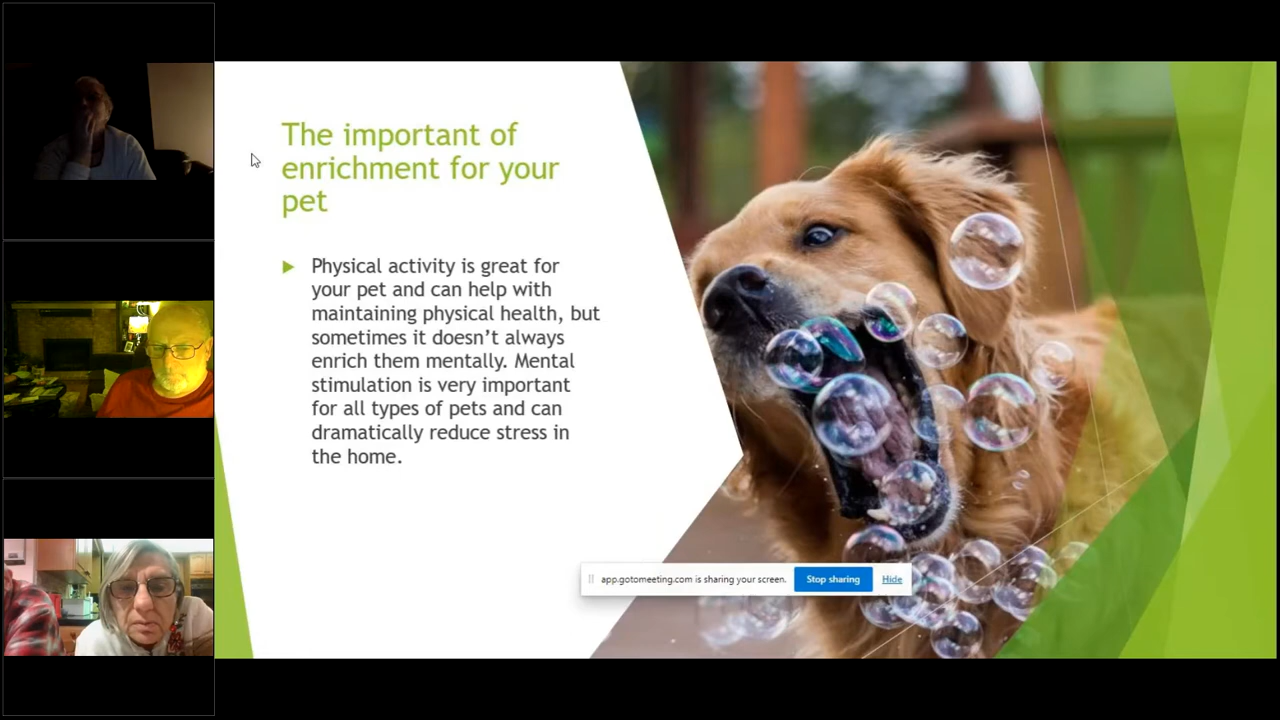 The important of
enrichment for your
pet
Physical activity is great for
your pet and can help with
maintaining physical health, but
sometimes it doesn't always
enrich them mentally. Mental
stimulation is very important
for all types of pets and can
dramatically reduce stress in
the home.
app.gotomeeting.com is sharing your screen. Stop sharing Hide